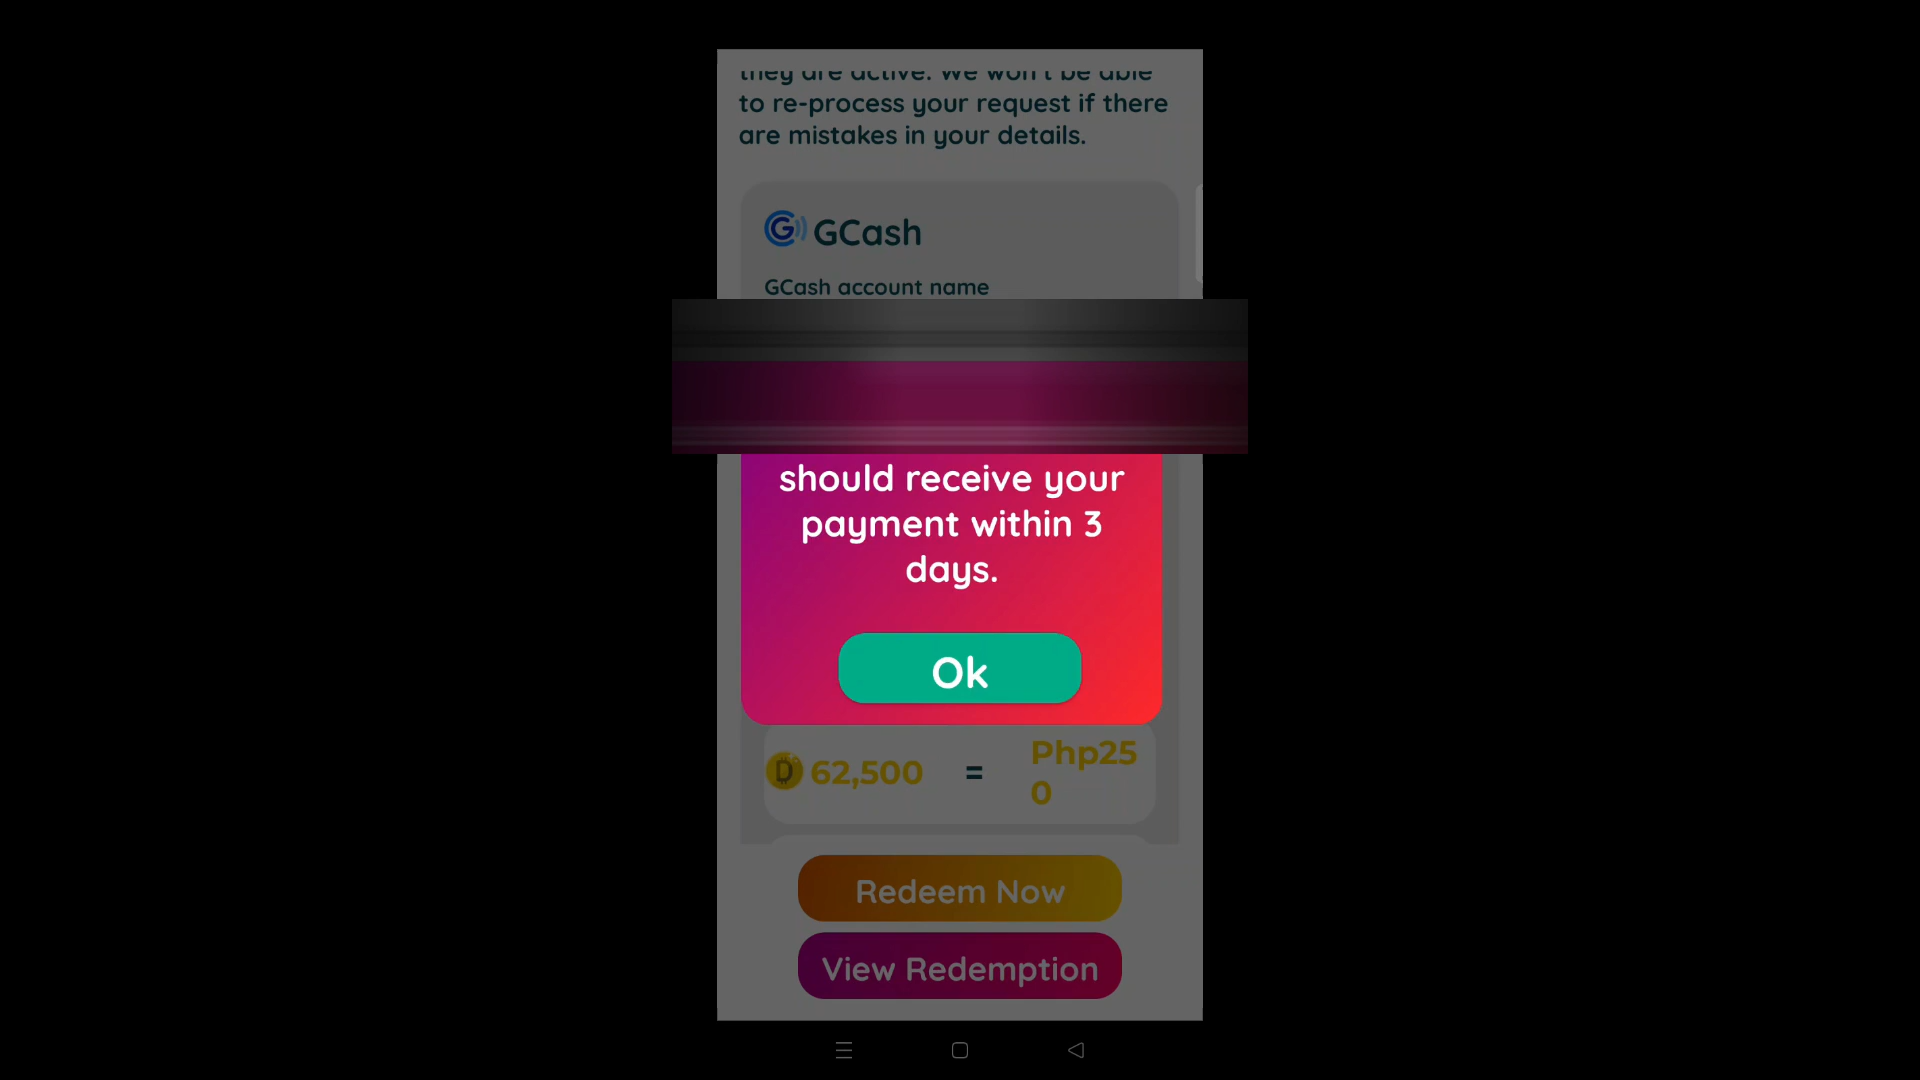 to re-process your request if there
are mistakes in your details.
GCash
GCash account name
should receive your
payment within 3
days.
Ok
62,500 = Php25
0
Redeem Now
View Redemption